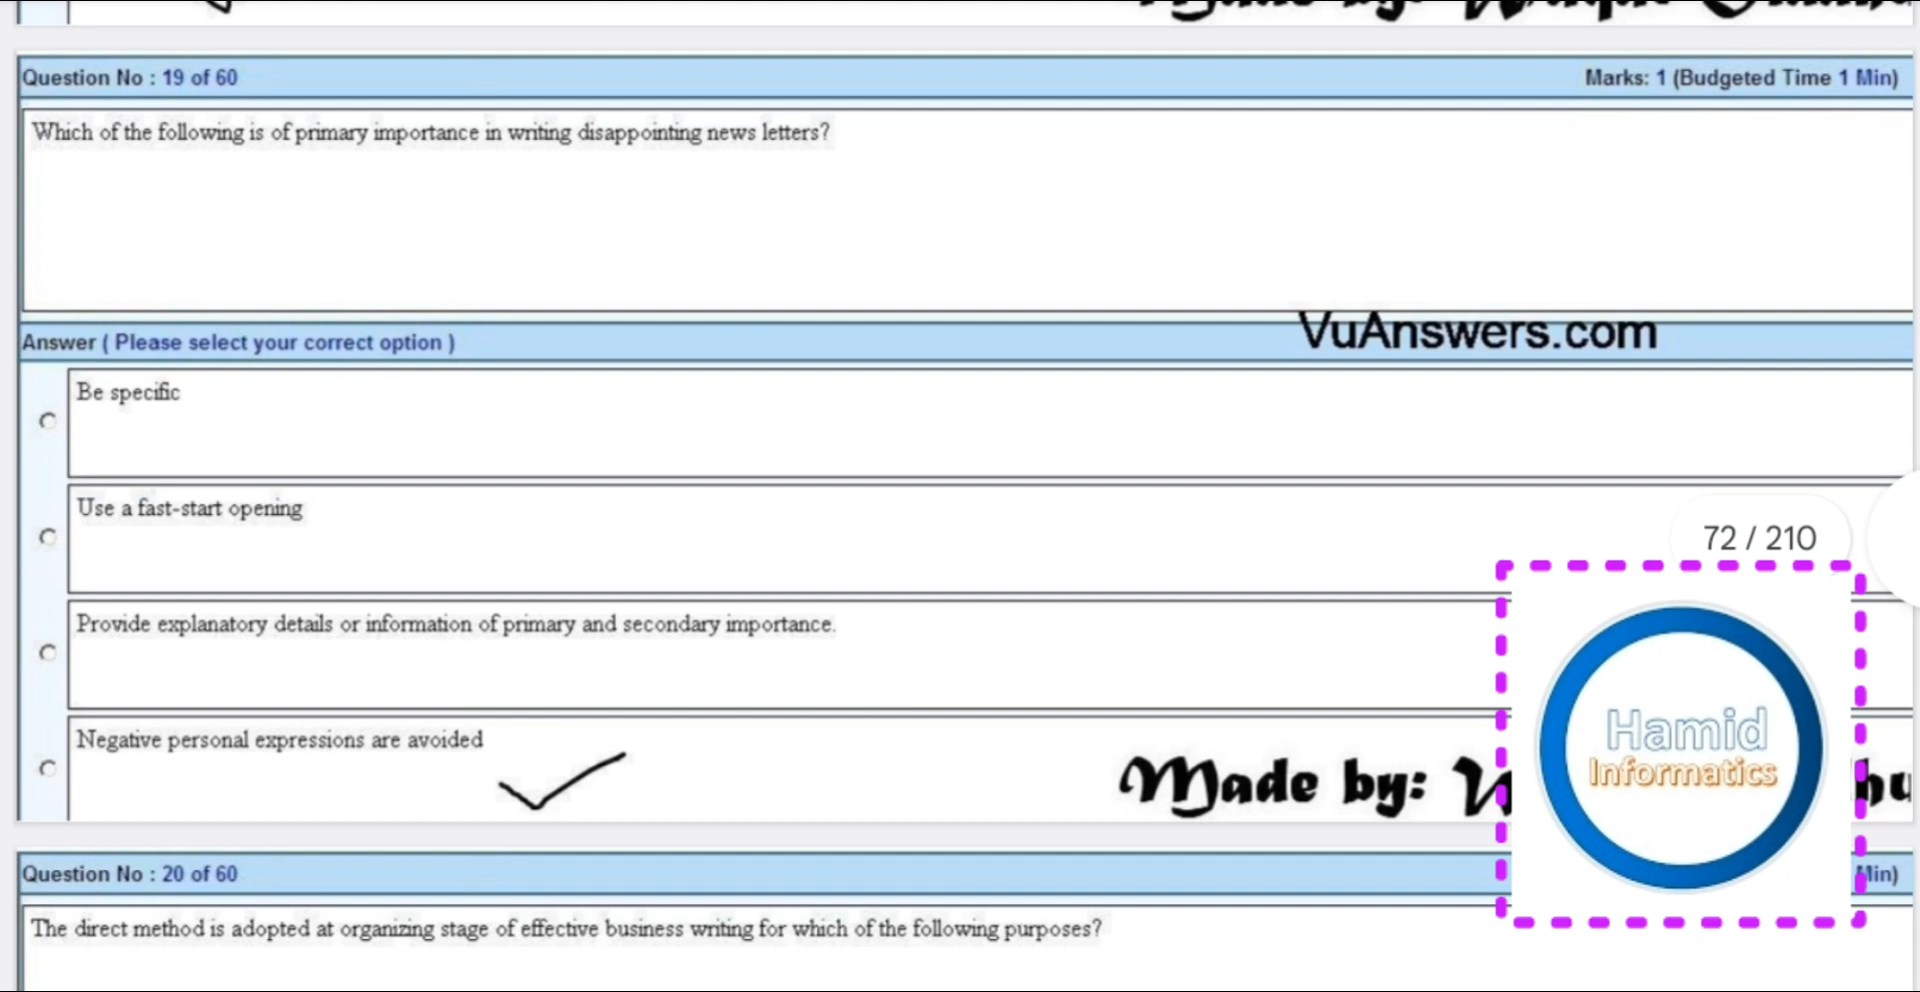 Question No : 19 of 60
Marks: 1 (Budgeted Time 1 Min)
Which of the following is of primary importance in writing disappointing news letters?
VuAnswers.com
Answer ( Please select your correct option )
Be specific
Use a fast-start opening
72 / 210
Provide explanatory details or information of primary and secondary importance.
Negative personal expressions are avoided
Made by:
Hamid
Informatics
Question No : 20 of 60
Min)
The direct method is adopted at organizing stage of effective business writing for which of the following purposes?